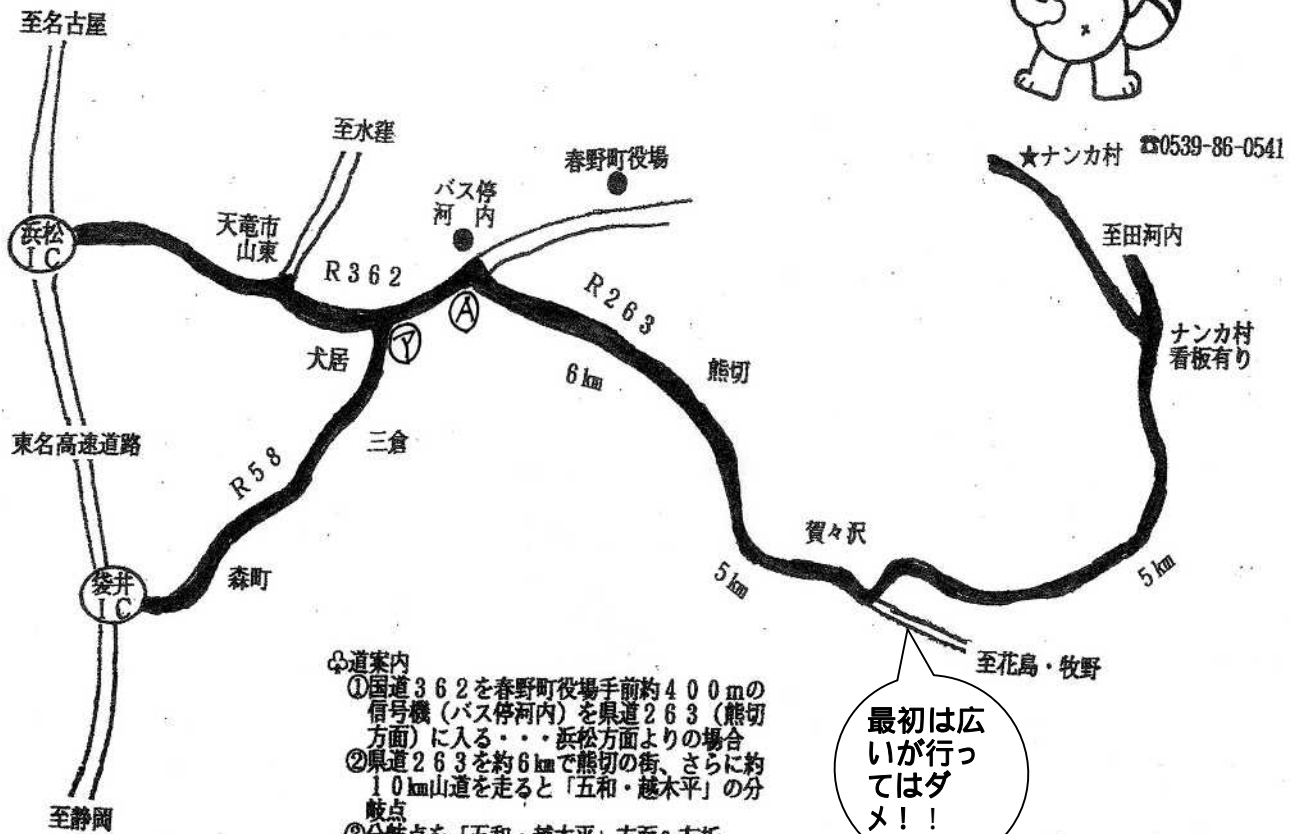 至名古屋
至水窪
春野町役場
バス停
河内
★ナンカ村 ☎0539-86-0541
天竜市
山東
浜松
IC
R362
至田河内
R263
Ⓐ
ナンカ村
看板有り
犬居
㋐
6㎞
熊切
東名高速道路
三倉
R58
賀々沢
袋井
IC
森町
5㎞
5㎞
至花島・牧野
♧道案内
①国道362を春野町役場手前約400mの
信号機（バス停河内）を県道263（熊切
方面）に入る・・・浜松方面よりの場合
②県道263を約6㎞で熊切の街、さらに約
10㎞山道を走ると「五和・越木平」の分
岐点
最初は広
いが行っ
てはダ
メ！！
至静岡